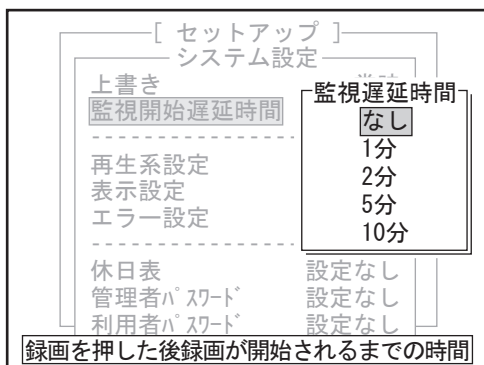 [ セットアップ ]
システム設定
上書き
監視開始遅延時間
再生系設定
表示設定
エラー設定
休日表 設定なし
管理者ﾊﾟｽﾜｰﾄﾞ 設定なし
利用者ﾊﾟｽﾜｰﾄﾞ 設定なし
監視遅延時間
なし
1分
2分
5分
10分
録画を押した後録画が開始されるまでの時間